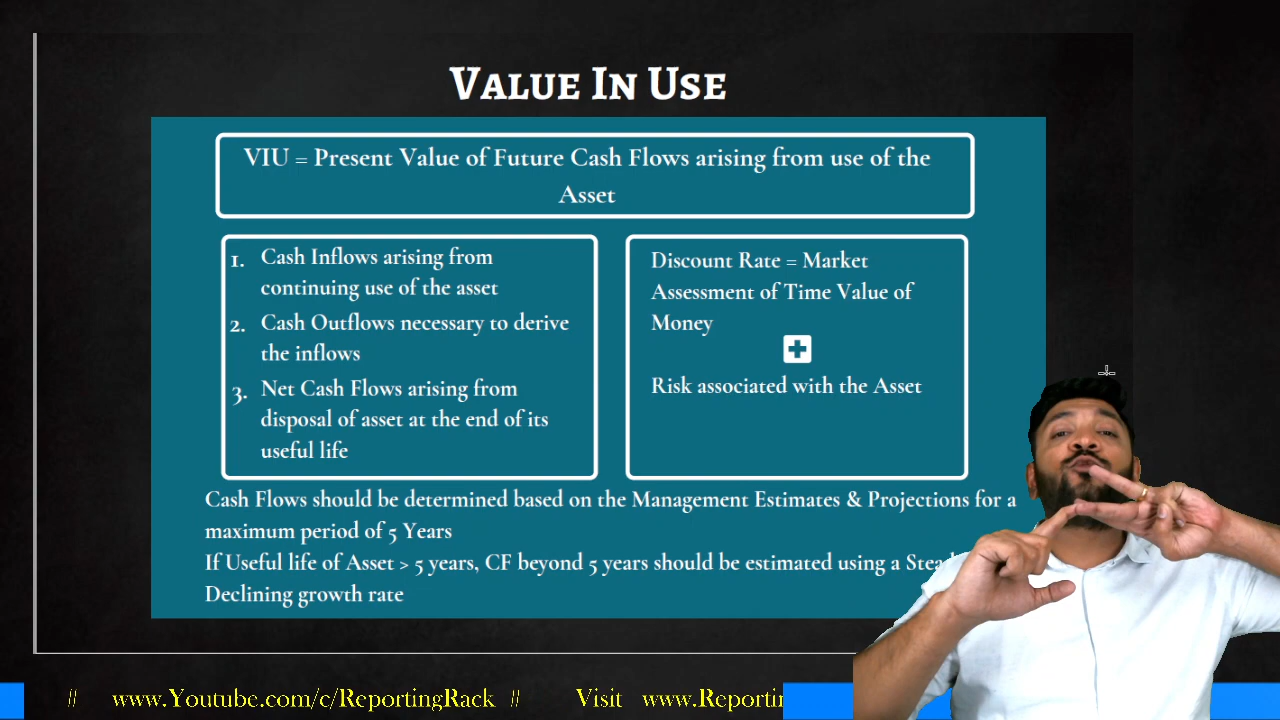 VALUE IN USE
VIU = Present Value of Future Cash Flows arising from use of the
Asset
1. Cash Inflows arising from
continuing use of the asset
2. Cash Outflows necessary to derive
the inflows
3. Net Cash Flows arising from
disposal of asset at the end of its
useful life
Discount Rate = Market
Assessment of Time Value of
Money
+
Risk associated with the Asset
Cash Flows should be determined based on the Management Estimates & Projections for a
maximum period of 5 Years
If Useful life of Asset > 5 years, CF beyond 5 years should be estimated using a
Declining growth rate
// www.Youtube.com/c/ReportingRack // Visit